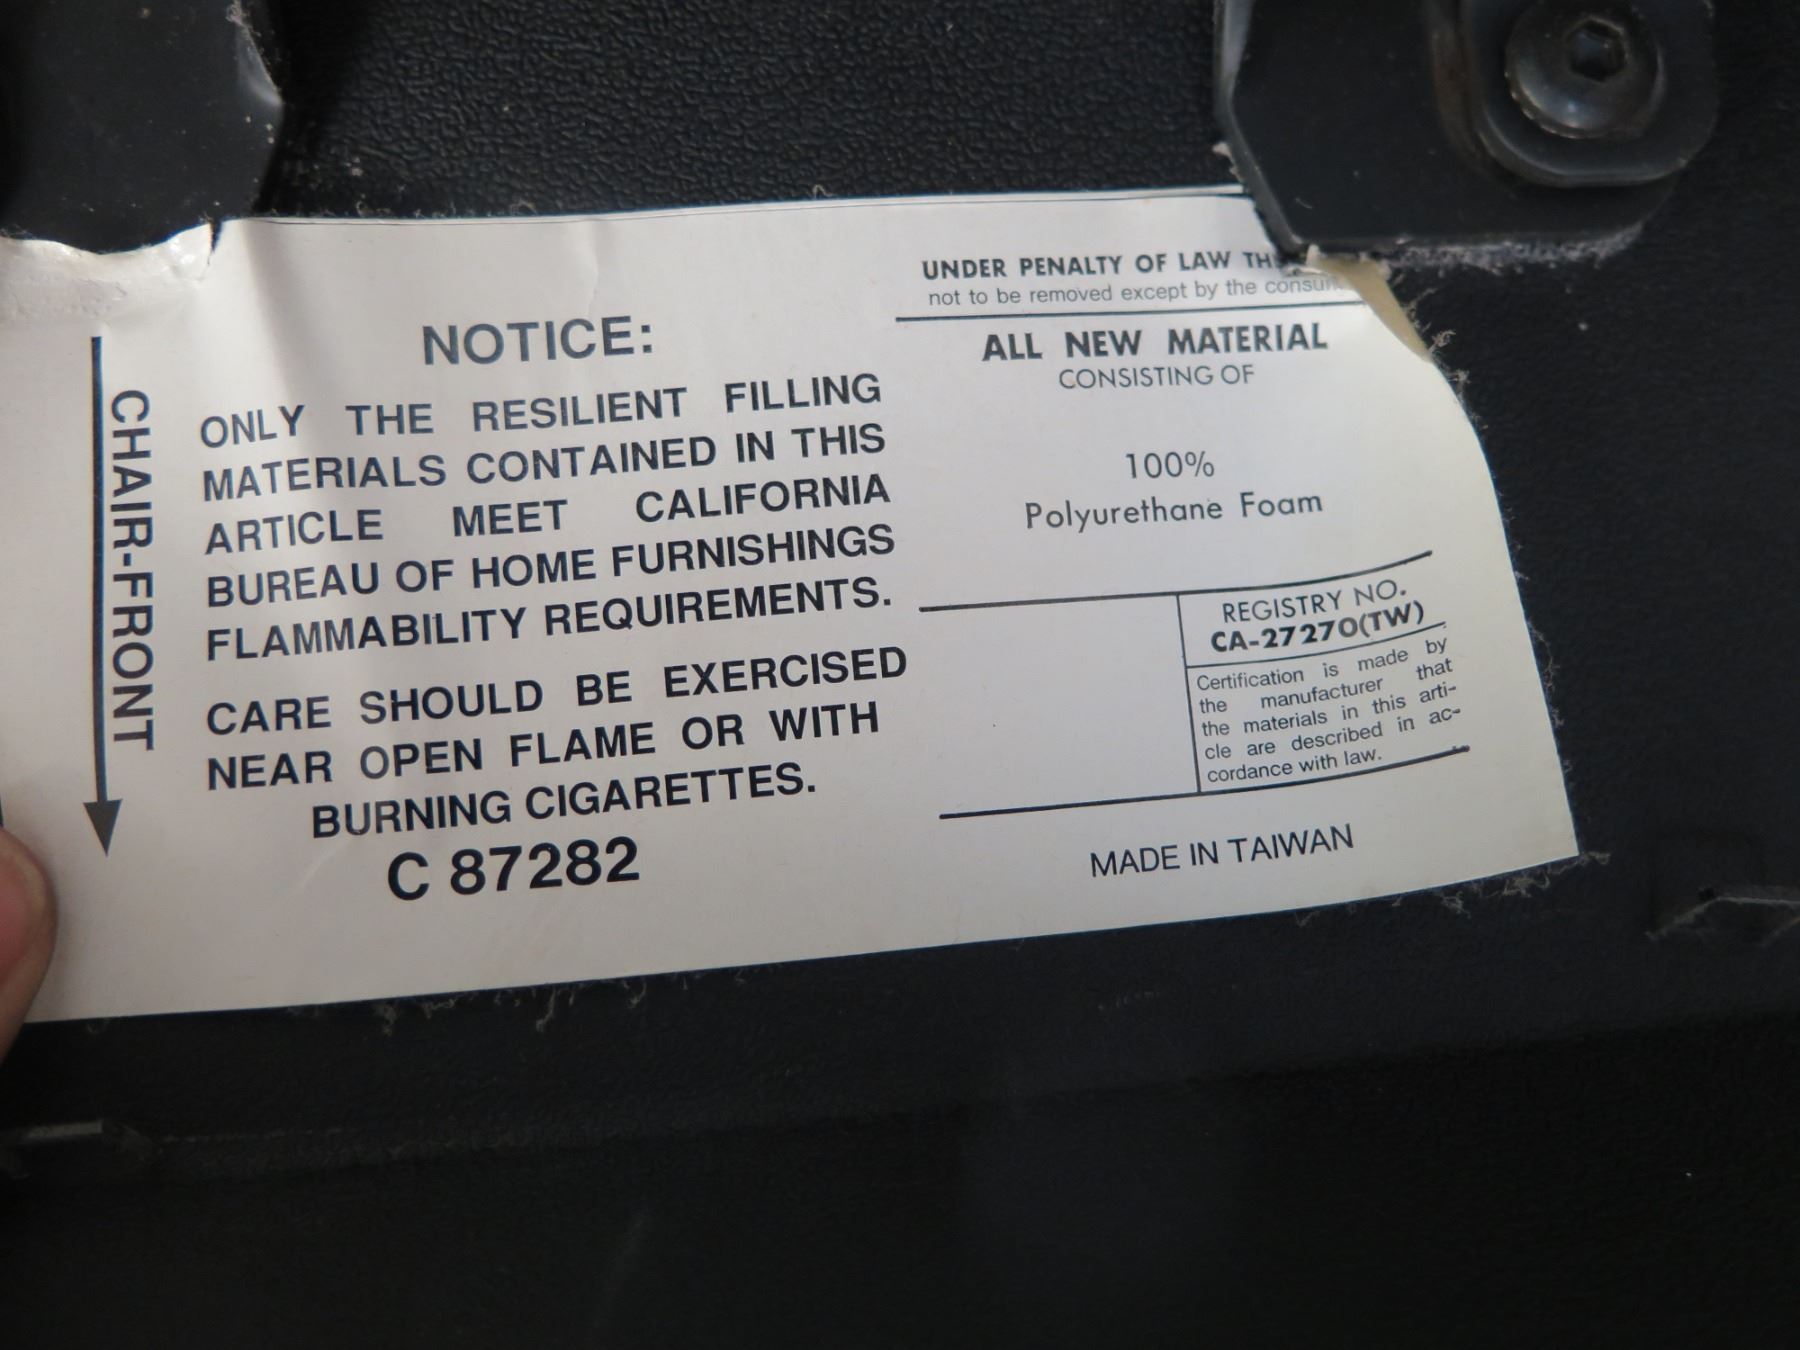 CHAIR-FRONT
NOTICE:
ONLY THE RESILIENT FILLING
MATERIALS CONTAINED IN THIS
ARTICLE MEET CALIFORNIA
BUREAU OF HOME FURNISHINGS
FLAMMABILITY REQUIREMENTS.
CARE SHOULD BE EXERCISED
NEAR OPEN FLAME OR WITH
BURNING CIGARETTES.
C 87282
UNDER PENALTY OF LAW
not to be removed except by the
ALL NEW MATERIAL
CONSISTING OF
100%
Polyurethane Foam
REGISTRY NO.
CA-27270(TW)
Certification is made by
the manufacturer that
the materials in this arti-
cle are described in ac-
cordance with law.
MADE IN TAIWAN